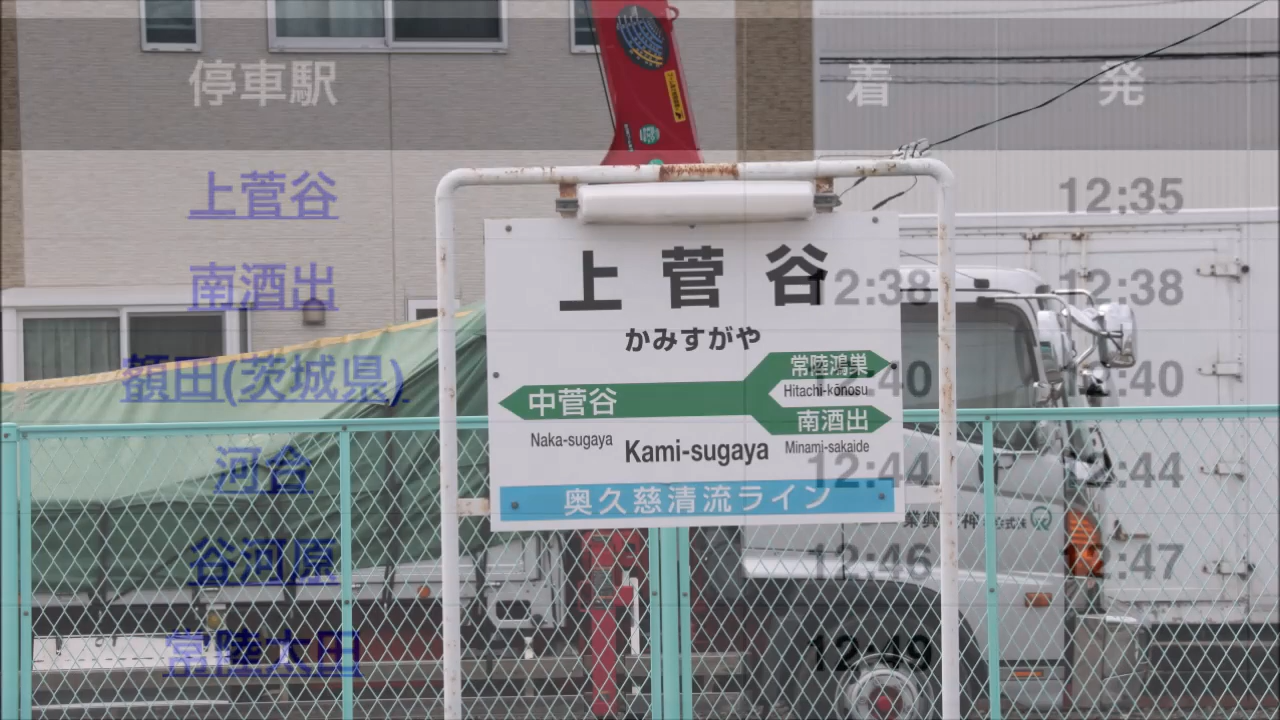 停車駅 着 発
上菅谷 12:35
南酒出 12:38 12:38
額田(茨城県) 12:40 12:40
河合 12:44 12:44
谷河原 12:46 12:47
常陸太田 12:49
上菅谷
かみすがや
常陸鴻巣
Hitachi-kōnosu
中菅谷
南酒出
Naka-sugaya
Kami-sugaya
Minami-sakaide
奥久慈清流ライン